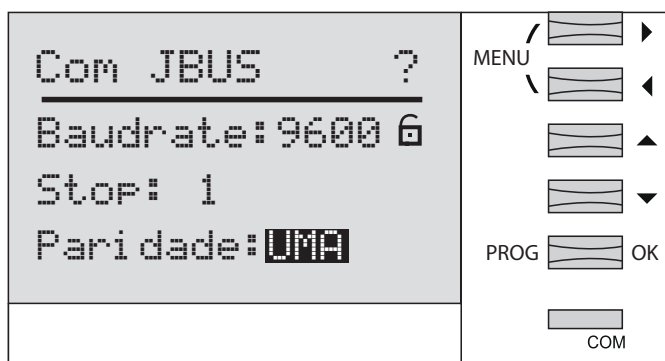 Com JBUS ?
Baudrate:9600
Stop: 1
Paridade:UMA
MENU
PROG
OK
COM